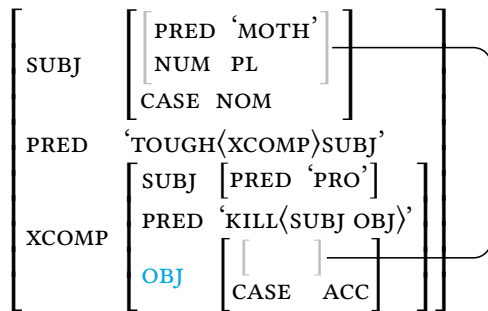 PRED ‘MOTH’
SUBJ NUM PL
CASE NOM
PRED ‘TOUGH⟨XCOMP⟩SUBJ’
SUBJ [PRED ‘PRO’]
PRED ‘KILL⟨SUBJ OBJ⟩’
XCOMP
OBJ [ ]
CASE ACC